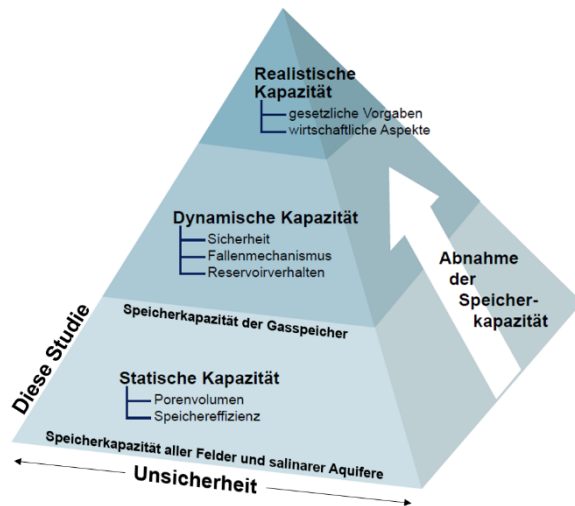 Realistische
Kapazität
gesetzliche Vorgaben
wirtschaftliche Aspekte
Dynamische Kapazität
Sicherheit
Fallenmechanismus
Reservoirverhalten
Speicherkapazität der Gasspeicher
Abnahme
der
Speicher-
kapazität
Diese Studie
Statische Kapazität
Porenvolumen
Speichereffizienz
Speicherkapazität aller Felder und salinarer Aquifere
Unsicherheit